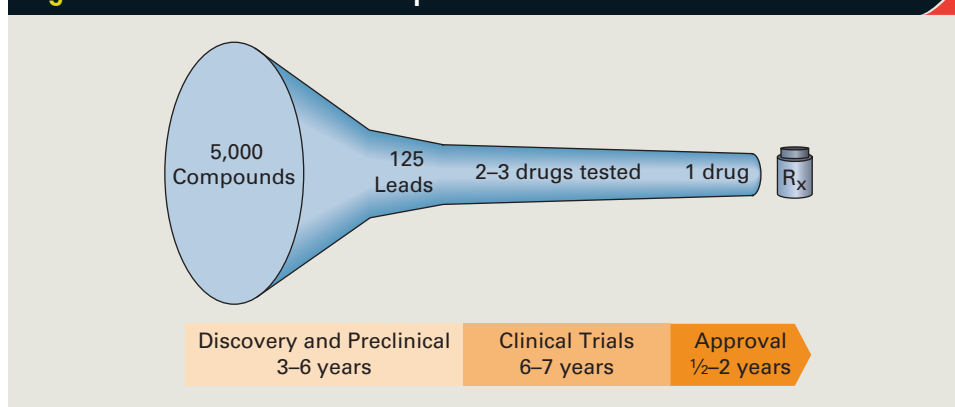 5,000
Compounds
125
Leads
2–3 drugs tested
1 drug
Rx
Discovery and Preclinical
3–6 years
Clinical Trials
6–7 years
Approval
½–2 years